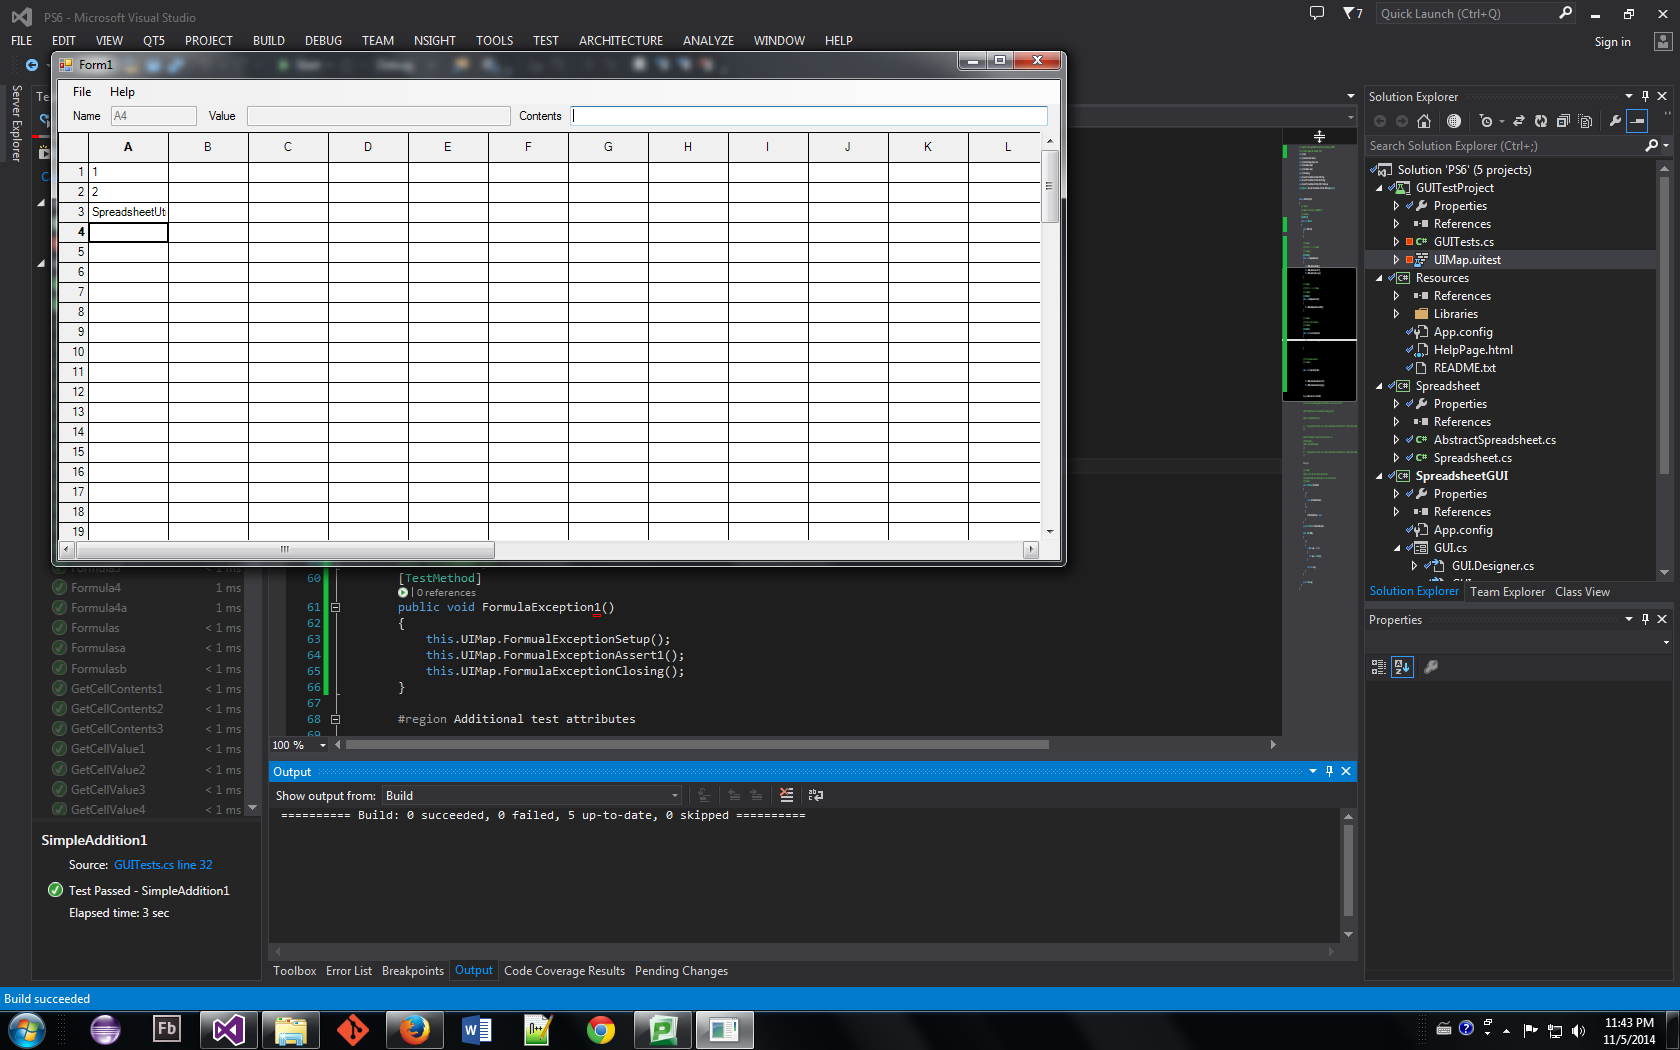 PS6 - Microsoft Visual Studio
7
Quick Launch (Ctrl+Q)
FILE EDIT VIEW QT5 PROJECT BUILD DEBUG TEAM NSIGHT TOOLS TEST ARCHITECTURE ANALYZE WINDOW HELP
Sign in
Form1
File Help
Name A4 Value Contents
A B C D E F G H I J K L
1 1
2 2
3 SpreadsheetUt
4
5
6
7
8
9
10
11
12
13
14
15
16
17
18
19
Server Explorer
Te
Formula3 < 1 ms
Formula4 1 ms
Formula4a < 1 ms
Formulas < 1 ms
Formulasa < 1 ms
Formulasb < 1 ms
GetCellContents1 < 1 ms
GetCellContents2 < 1 ms
GetCellContents3 < 1 ms
GetCellValue1 < 1 ms
GetCellValue2 < 1 ms
GetCellValue3 < 1 ms
GetCellValue4 < 1 ms
SimpleAddition1
Source: GUITests.cs line 32
Test Passed - SimpleAddition1
Elapsed time: 3 sec
60 [TestMethod]
0 references
61 public void FormulaException1()
62 {
63 this.UIMap.FormualExceptionSetup();
64 this.UIMap.FormualExceptionAssert1();
65 this.UIMap.FormulaExceptionClosing();
66 }
67
68 #region Additional test attributes
69
100 %
Output
Show output from: Build
========== Build: 0 succeeded, 0 failed, 5 up-to-date, 0 skipped ==========
Toolbox Error List Breakpoints Output Code Coverage Results Pending Changes
Solution Explorer
Search Solution Explorer (Ctrl+;)
Solution 'PS6' (5 projects)
GUITestProject
Properties
References
GUITests.cs
UIMap.uitest
Resources
References
Libraries
App.config
HelpPage.html
README.txt
Spreadsheet
Properties
References
AbstractSpreadsheet.cs
Spreadsheet.cs
SpreadsheetGUI
Properties
References
App.config
GUI.cs
GUI.Designer.cs
Solution Explorer Team Explorer Class View
Properties
Build succeeded
Fb
11:43 PM
11/5/2014